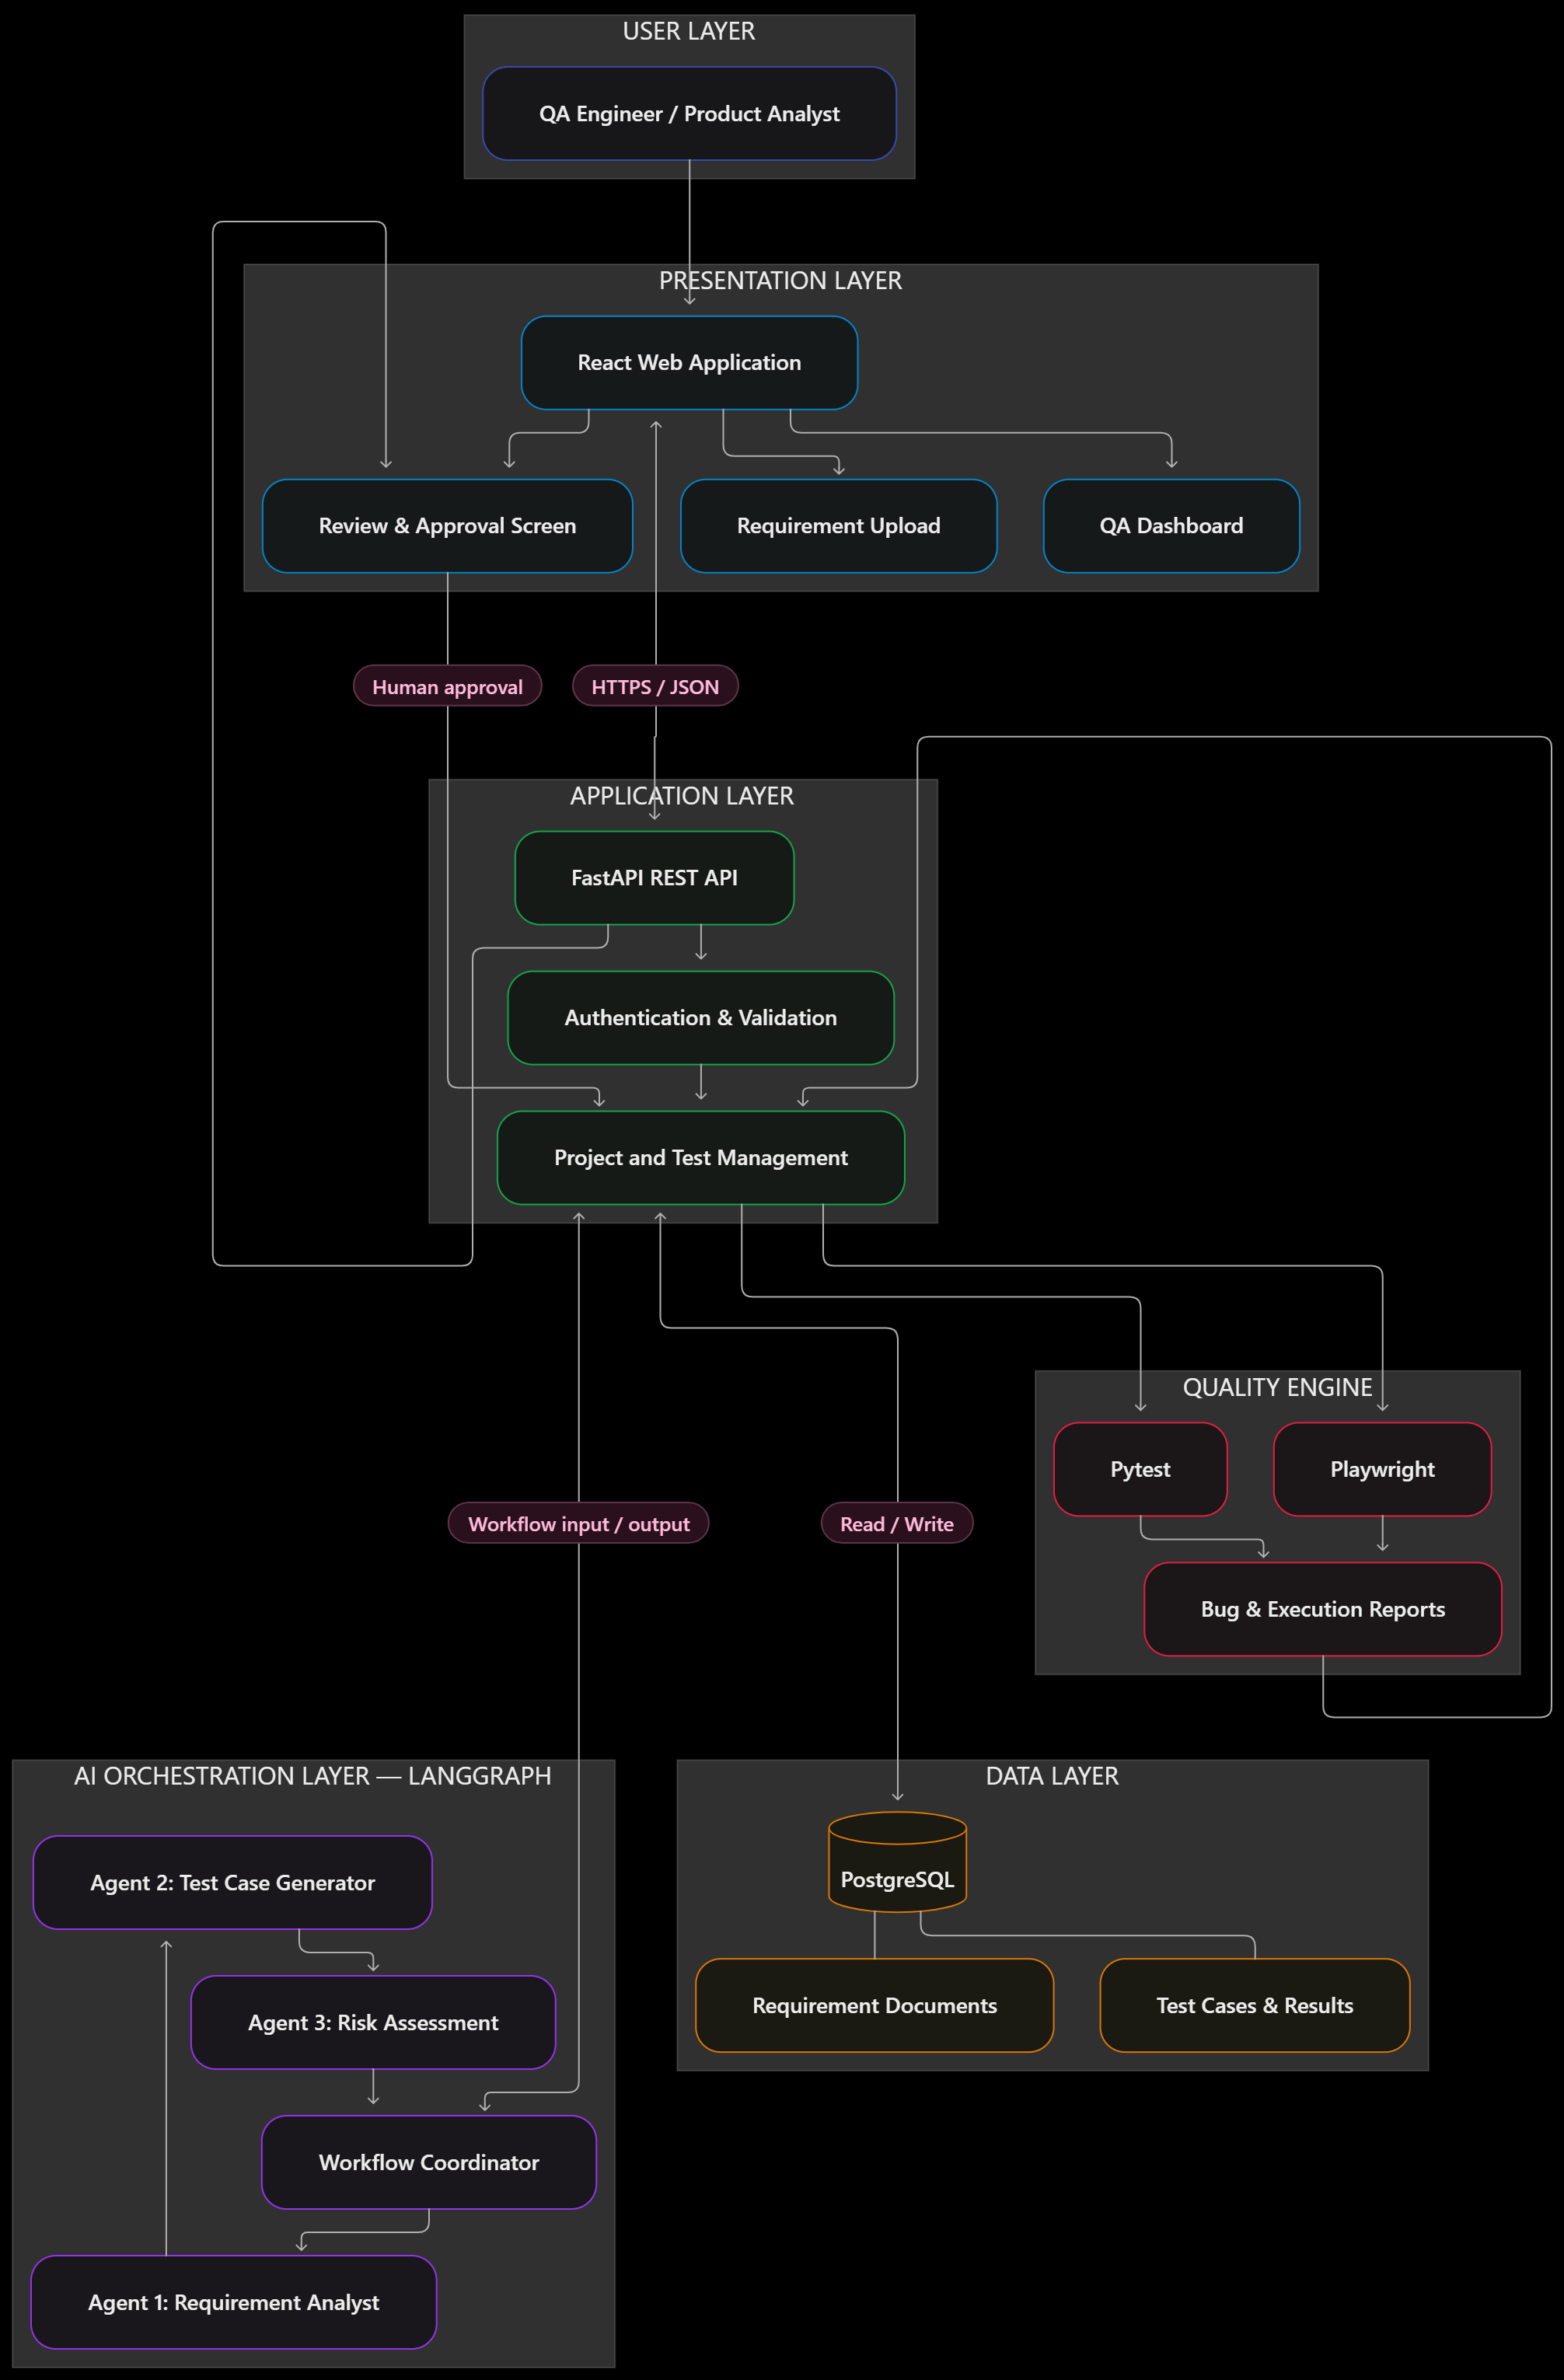 USER LAYER
QA Engineer / Product Analyst
PRESENTATION LAYER
React Web Application
Review & Approval Screen
Requirement Upload
QA Dashboard
Human approval
HTTPS / JSON
APPLICATION LAYER
FastAPI REST API
Authentication & Validation
Project and Test Management
QUALITY ENGINE
Pytest
Playwright
Workflow input / output
Read / Write
Bug & Execution Reports
AI ORCHESTRATION LAYER — LANGGRAPH
DATA LAYER
Agent 2: Test Case Generator
PostgreSQL
Requirement Documents
Test Cases & Results
Agent 3: Risk Assessment
Workflow Coordinator
Agent 1: Requirement Analyst